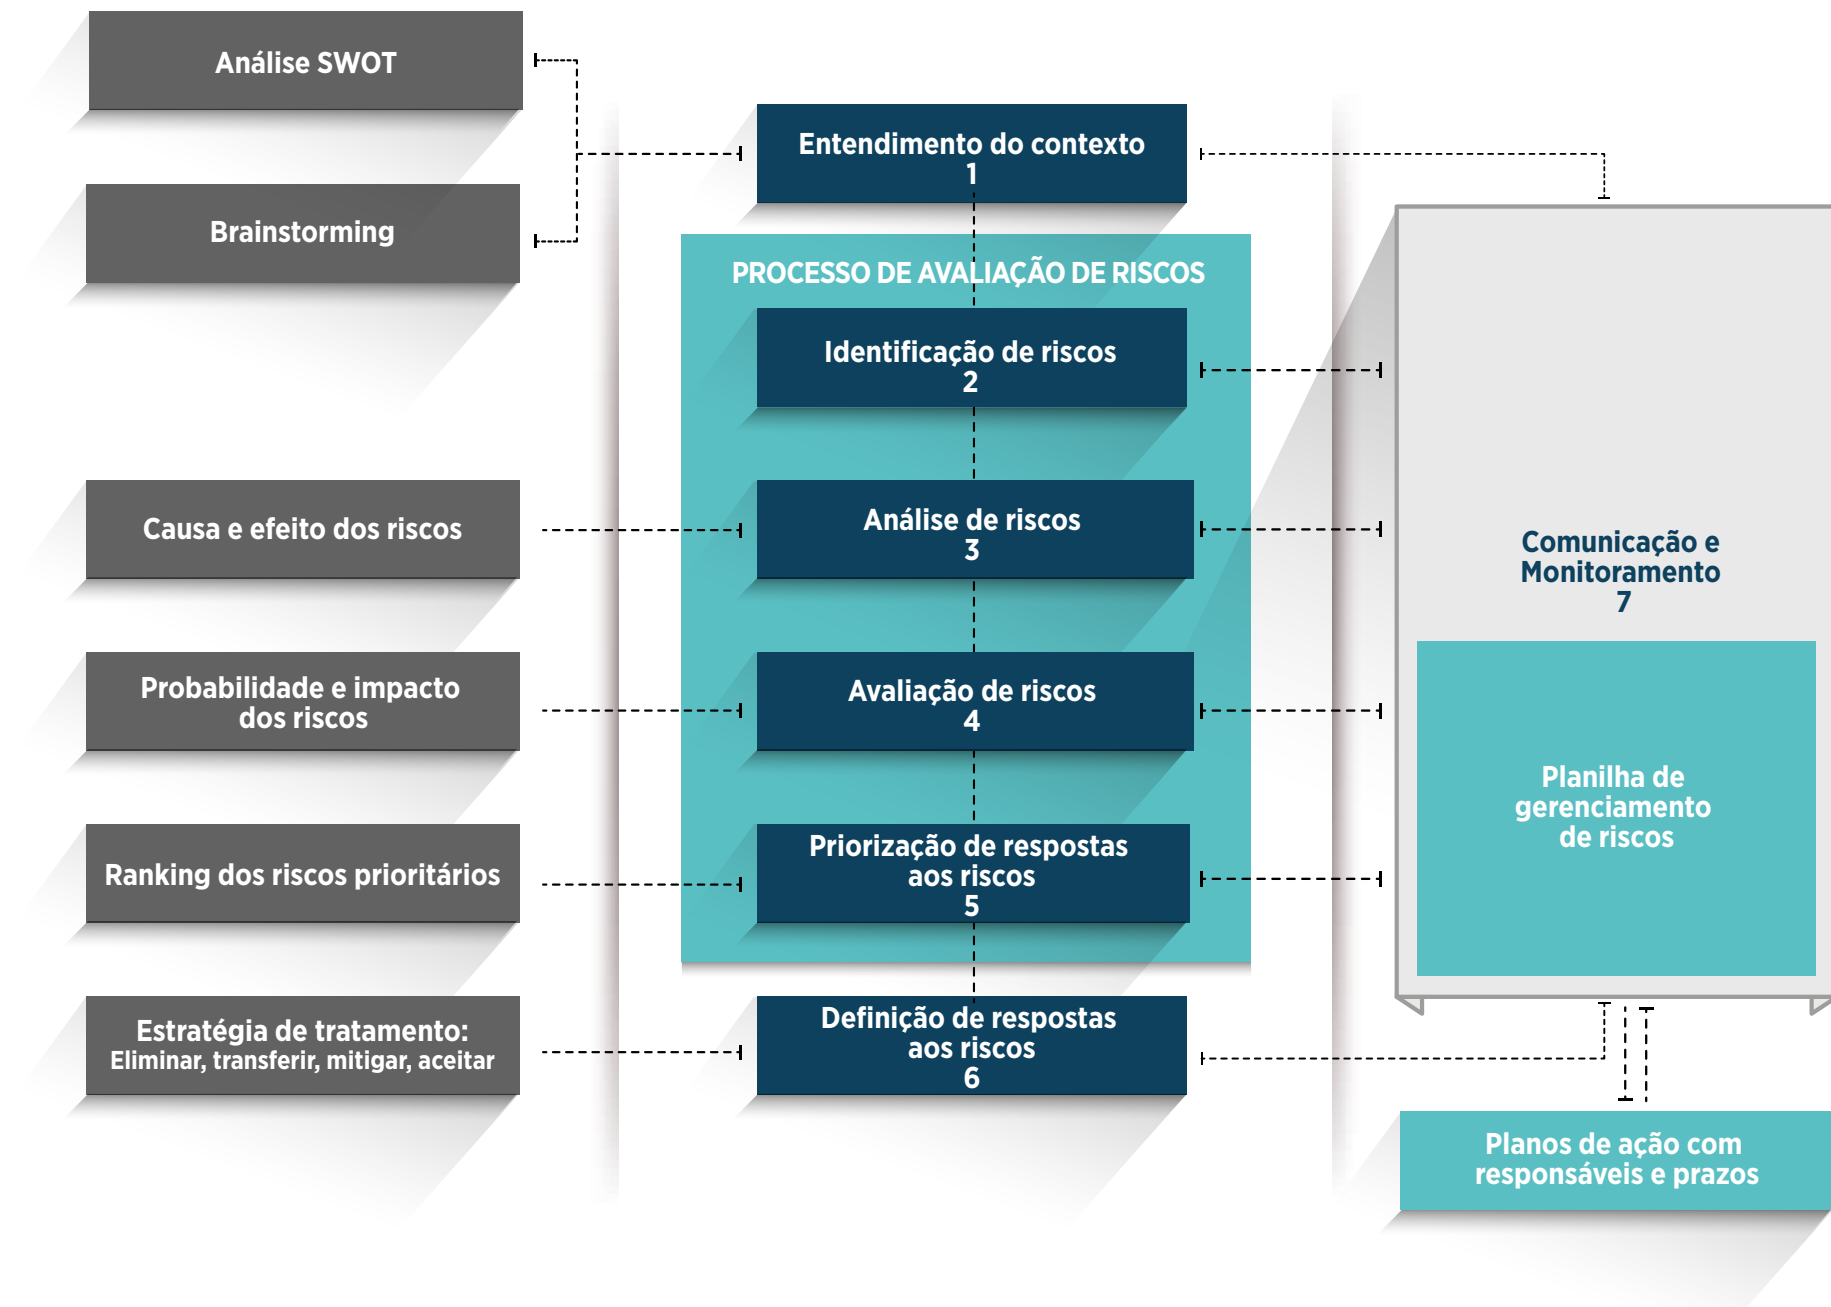 Análise SWOT
Brainstorming
Causa e efeito dos riscos
Probabilidade e impacto
dos riscos
Ranking dos riscos prioritários
Estratégia de tratamento:
Eliminar, transferir, mitigar, aceitar
Entendimento do contexto
1
PROCESSO DE AVALIAÇÃO DE RISCOS
Identificação de riscos
2
Análise de riscos
3
Avaliação de riscos
4
Priorização de respostas
aos riscos
5
Definição de respostas
aos riscos
6
Comunicação e
Monitoramento
7
Planilha de
gerenciamento
de riscos
Planos de ação com
responsáveis e prazos